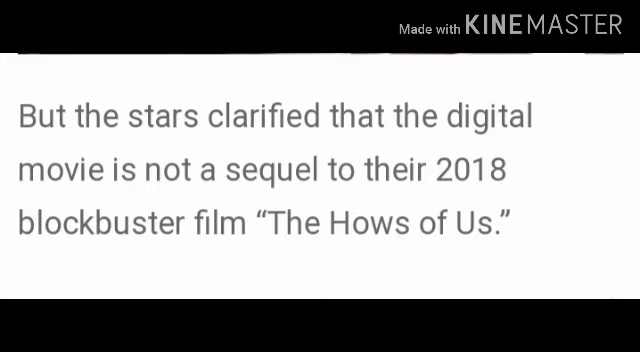 Made with KINEMASTER
But the stars clarified that the digital
movie is not a sequel to their 2018
blockbuster film “The Hows of Us.”